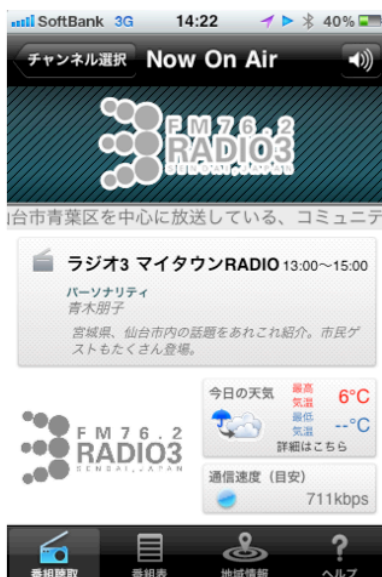 SoftBank 3G 14:22 40%
チャンネル選択 Now On Air
FM76.2
RADIO3
SENDAI,JAPAN
台市青葉区を中心に放送している、コミュニテ
ラジオ3 マイタウンRADIO 13:00～15:00
パーソナリティ
青木朋子
宮城県、仙台市内の話題をあれこれ紹介。市民ゲ
ストもたくさん登場。
FM76.2
RADIO3
SENDAI,JAPAN
今日の天気 最高気温 6°C
最低気温 --°C
詳細はこちら
通信速度（目安）
711kbps
番組聴取 番組表 地域情報 ヘルプ